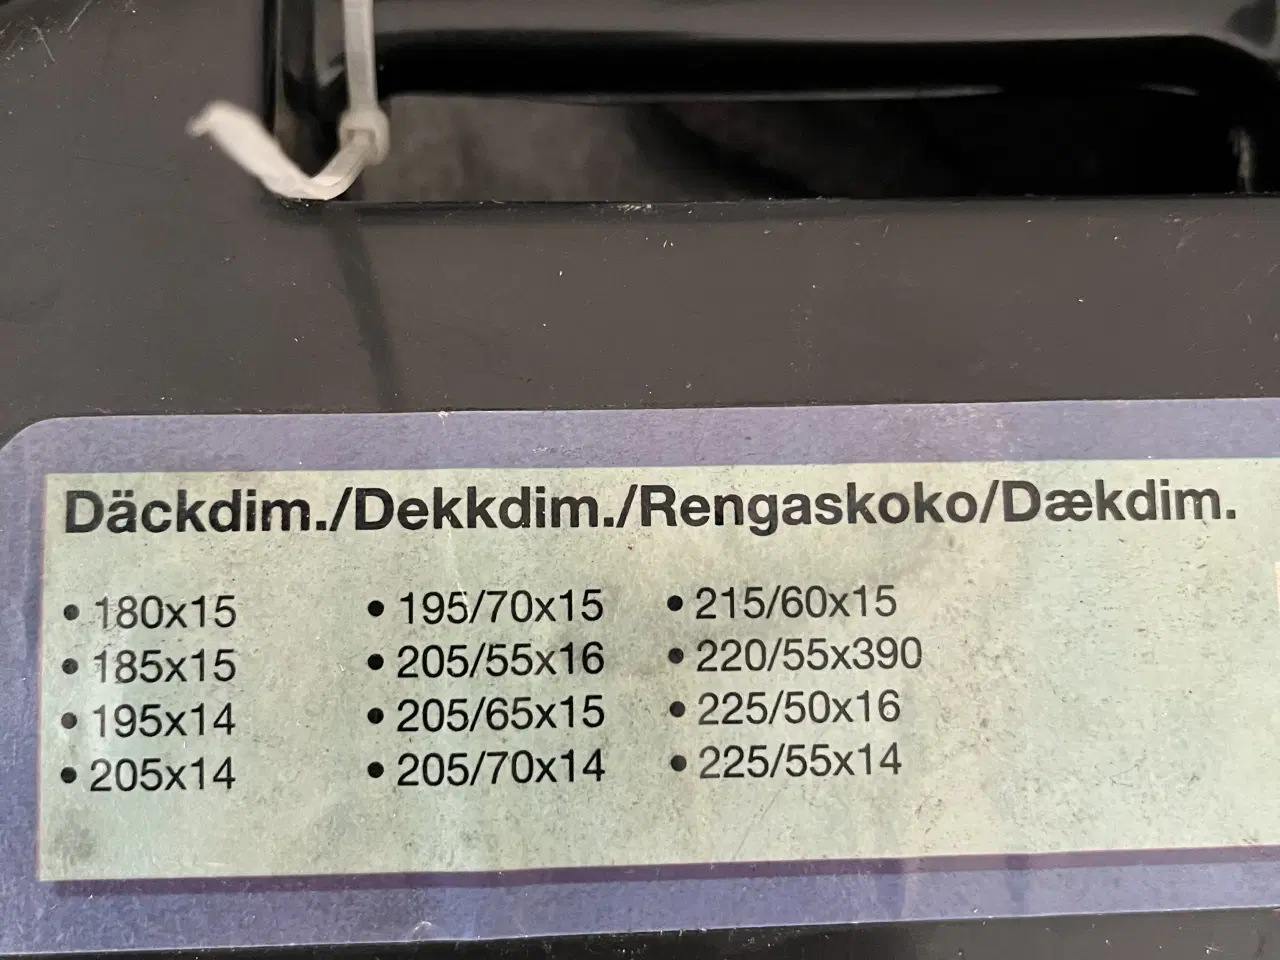 Däckdim./Dekkdim./Rengaskoko/Dækdim.
• 180x15
• 185x15
• 195x14
• 205x14
• 195/70x15
• 205/55x16
• 205/65x15
• 205/70x14
• 215/60x15
• 220/55x390
• 225/50x16
• 225/55x14